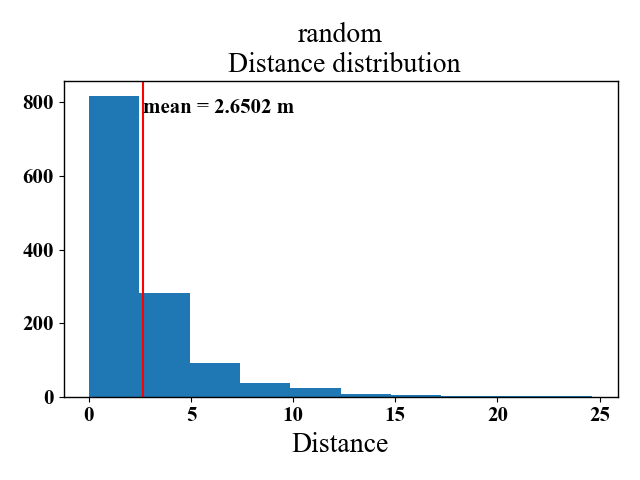 random
Distance distribution
mean = 2.6502 m
800
600
400
200
0
0 5 10 15 20 25
Distance